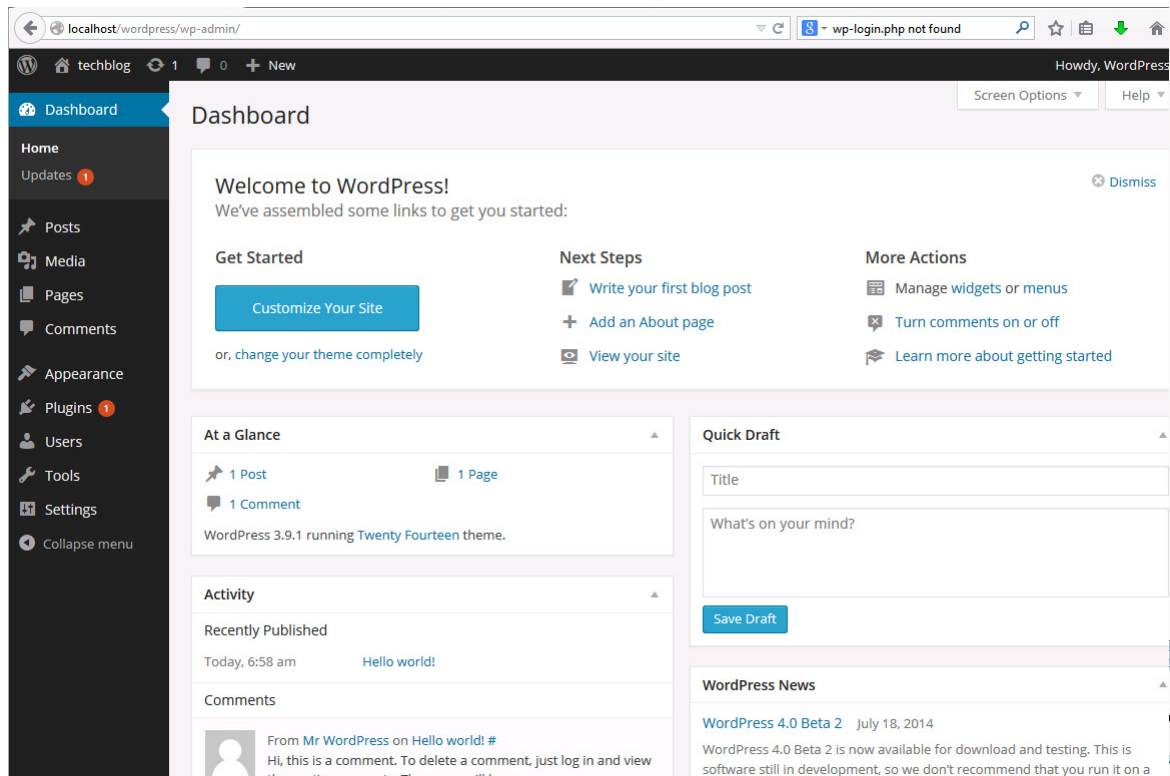 localhost/wordpress/wp-admin/
8 wp-login.php not found
techblog 1 0 + New Howdy, WordPress
Screen Options Help
Dashboard
Home
Updates 1
Posts
Media
Pages
Comments
Appearance
Plugins 1
Users
Tools
Settings
Collapse menu
Dashboard
Welcome to WordPress!
We've assembled some links to get you started:
Dismiss
Get Started
Customize Your Site
or, change your theme completely
Next Steps
Write your first blog post
Add an About page
View your site
More Actions
Manage widgets or menus
Turn comments on or off
Learn more about getting started
At a Glance
1 Post 1 Page
1 Comment
WordPress 3.9.1 running Twenty Fourteen theme.
Activity
Recently Published
Today, 6:58 am Hello world!
Comments
From Mr WordPress on Hello world! #
Hi, this is a comment. To delete a comment, just log in and view
Quick Draft
Title
What's on your mind?
Save Draft
WordPress News
WordPress 4.0 Beta 2 July 18, 2014
WordPress 4.0 Beta 2 is now available for download and testing. This is
software still in development, so we don't recommend that you run it on a